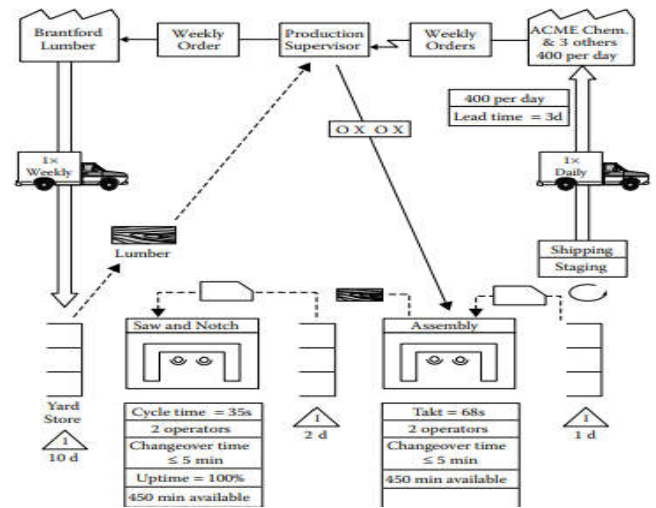 Brantford
Lumber
Weekly
Order
Production
Supervisor
Weekly
Orders
ACME Chem.
& 3 others
400 per day
400 per day
Lead time = 3d
O X O X
1×
Weekly
1×
Daily
Lumber
Shipping
Staging
Saw and Notch
Assembly
Yard
Store
1
10 d
Cycle time = 35s
2 operators
Changeover time
≤ 5 min
Uptime = 100%
450 min available
1
2 d
Takt = 68s
2 operators
Changeover time
≤ 5 min
450 min available
1
1 d